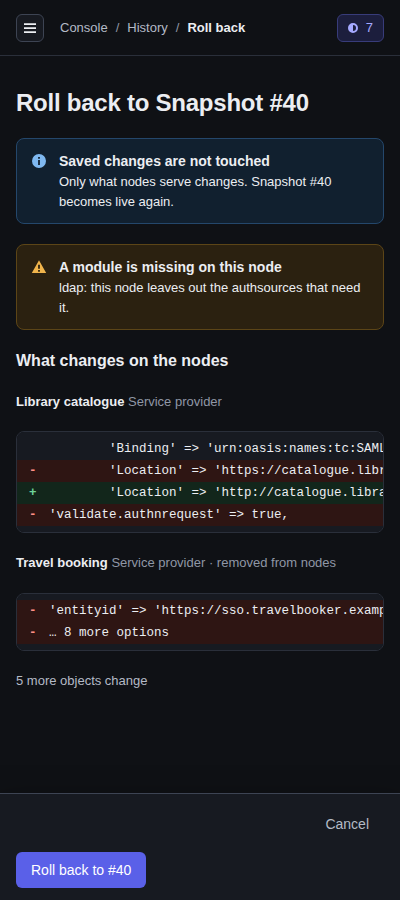 Console / History / Roll back
7
Roll back to Snapshot #40
Saved changes are not touched
Only what nodes serve changes. Snapshot #40
becomes live again.
A module is missing on this node
ldap: this node leaves out the authsources that need
it.
What changes on the nodes
Library catalogue Service provider
'Binding' => 'urn:oasis:names:tc:SAML
- 'Location' => 'https://catalogue.libr
+ 'Location' => 'http://catalogue.libra
- 'validate.authnrequest' => true,
Travel booking Service provider · removed from nodes
- 'entityid' => 'https://sso.travelbooker.examp
- … 8 more options
5 more objects change
Cancel
Roll back to #40